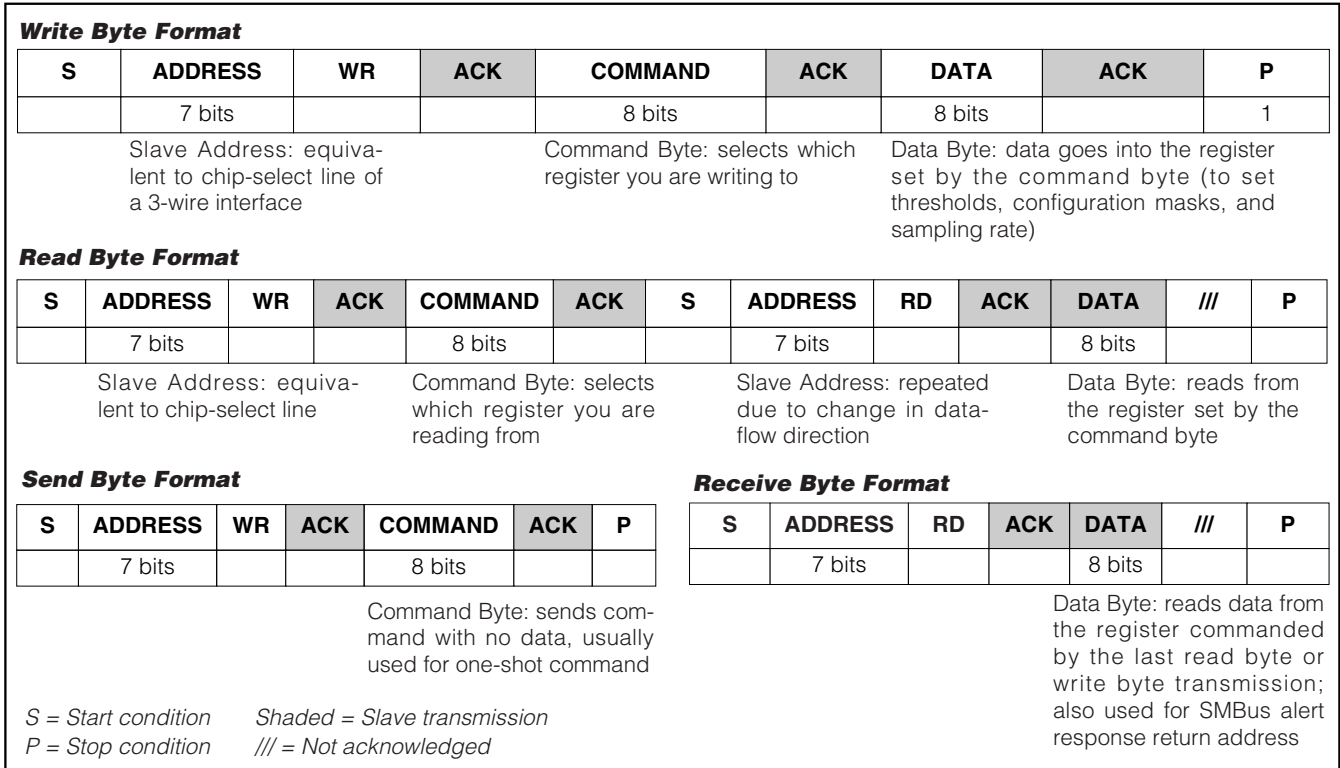 Write Byte Format
S ADDRESS WR ACK COMMAND ACK DATA ACK P
7 bits 8 bits 8 bits 1
Slave Address: equiva-
lent to chip-select line of
a 3-wire interface
Command Byte: selects which
register you are writing to
Data Byte: data goes into the register
set by the command byte (to set
thresholds, configuration masks, and
sampling rate)
Read Byte Format
S ADDRESS WR ACK COMMAND ACK S ADDRESS RD ACK DATA /// P
7 bits 8 bits 7 bits 8 bits
Slave Address: equiva-
lent to chip-select line
Command Byte: selects
which register you are
reading from
Slave Address: repeated
due to change in data-
flow direction
Data Byte: reads from
the register set by the
command byte
Send Byte Format
S ADDRESS WR ACK COMMAND ACK P
7 bits 8 bits
Command Byte: sends com-
mand with no data, usually
used for one-shot command
Receive Byte Format
S ADDRESS RD ACK DATA /// P
7 bits 8 bits
Data Byte: reads data from
the register commanded
by the last read byte or
write byte transmission;
also used for SMBus alert
response return address
S = Start condition Shaded = Slave transmission
P = Stop condition /// = Not acknowledged